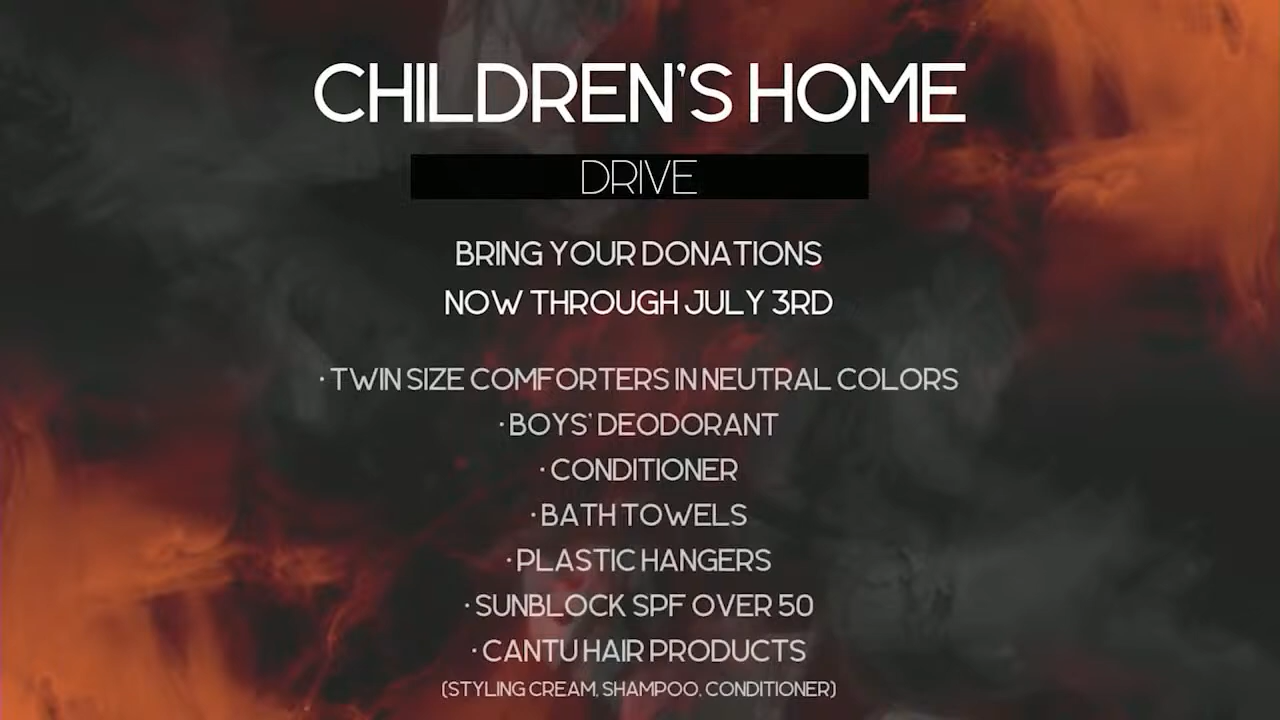 CHILDREN'S HOME
DRIVE
BRING YOUR DONATIONS
NOW THROUGH JULY 3RD
· TWIN SIZE COMFORTERS IN NEUTRAL COLORS
· BOYS' DEODORANT
· CONDITIONER
· BATH TOWELS
· PLASTIC HANGERS
· SUNBLOCK SPF OVER 50
· CANTU HAIR PRODUCTS
(STYLING CREAM, SHAMPOO, CONDITIONER)